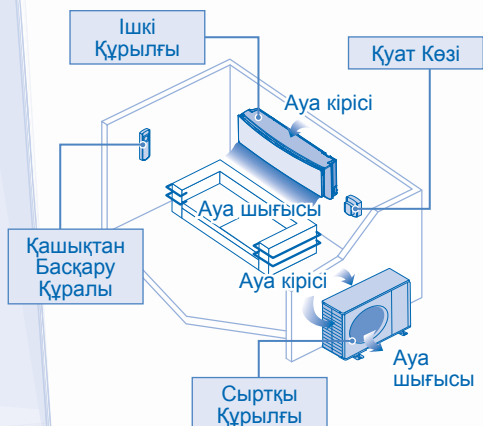 Ішкі
Құрылғы
Қуат Көзі
Ауа кірісі
Ауа шығысы
Қашықтан
Басқару
Құралы
Ауа кірісі
Ауа
шығысы
Сыртқы
Құрылғы